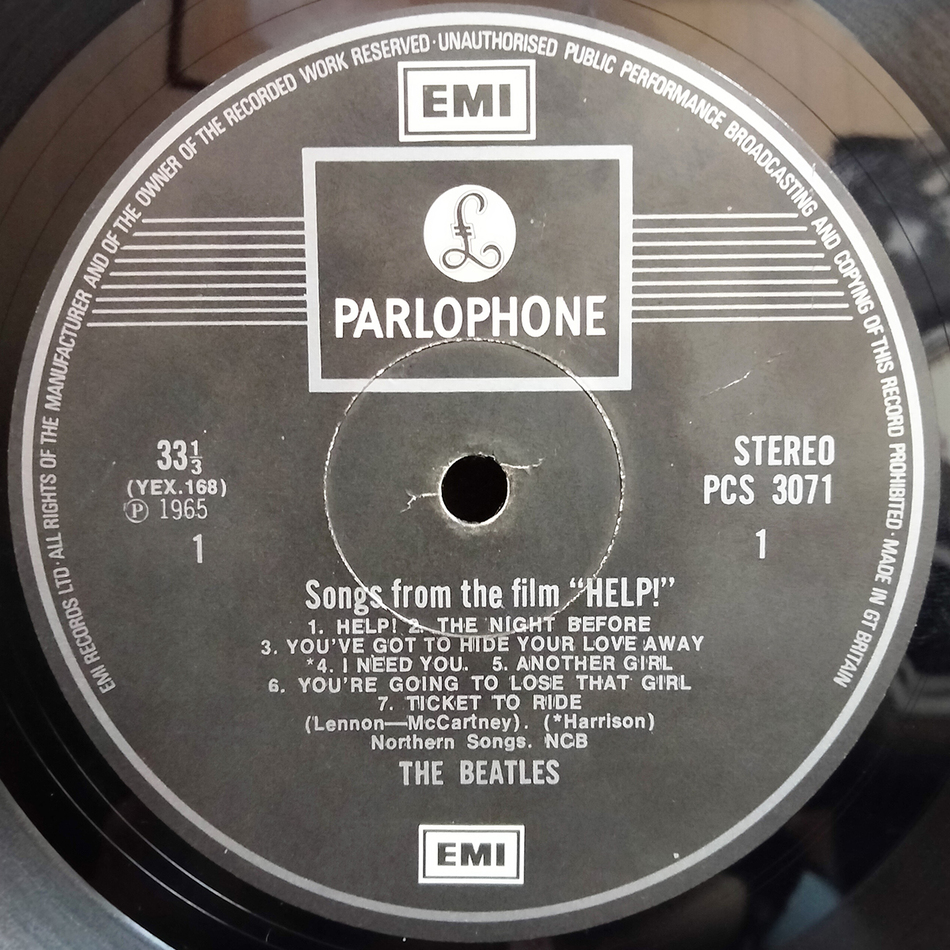 EMI RECORDS LTD · ALL RIGHTS OF THE MANUFACTURER AND OF THE OWNER OF THE RECORDED WORK RESERVED · UNAUTHORISED PUBLIC PERFORMANCE BROADCASTING AND COPYING OF THIS RECORD PROHIBITED · MADE IN GT BRITAIN
EMI
£
PARLOPHONE
33⅓
(YEX.168)
℗ 1965
1
STEREO
PCS 3071
1
Songs from the film “HELP!”
1. HELP! 2. THE NIGHT BEFORE
3. YOU'VE GOT TO HIDE YOUR LOVE AWAY
*4. I NEED YOU. 5. ANOTHER GIRL
6. YOU'RE GOING TO LOSE THAT GIRL
7. TICKET TO RIDE
(Lennon—McCartney). (*Harrison)
Northern Songs. NCB
THE BEATLES
EMI